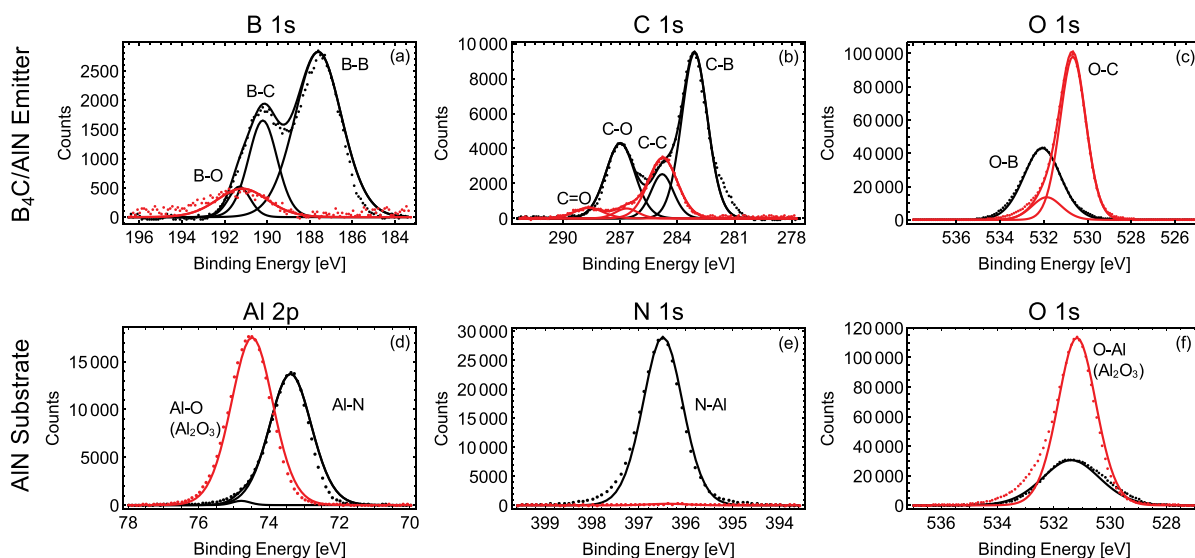 B 1s
C 1s
O 1s
B₄C/AlN Emitter
Counts
2500
2000
1500
1000
500
0
(a)
B-B
B-C
B-O
196 194 192 190 188 186 184
Binding Energy [eV]
Counts
10 000
8000
6000
4000
2000
0
(b)
C-B
C-O
C-C
C=O
290 287 284 281 278
Binding Energy [eV]
Counts
100 000
80 000
60 000
40 000
20 000
0
(c)
O-C
O-B
536 534 532 530 528 526
Binding Energy [eV]
Al 2p
N 1s
O 1s
AlN Substrate
Counts
15 000
10 000
5000
0
(d)
Al-O
(Al₂O₃)
Al-N
78 76 74 72 70
Binding Energy [eV]
Counts
30 000
25 000
20 000
15 000
10 000
5000
0
(e)
N-Al
399 398 397 396 395 394
Binding Energy [eV]
Counts
120 000
100 000
80 000
60 000
40 000
20 000
0
(f)
O-Al
(Al₂O₃)
536 534 532 530 528
Binding Energy [eV]